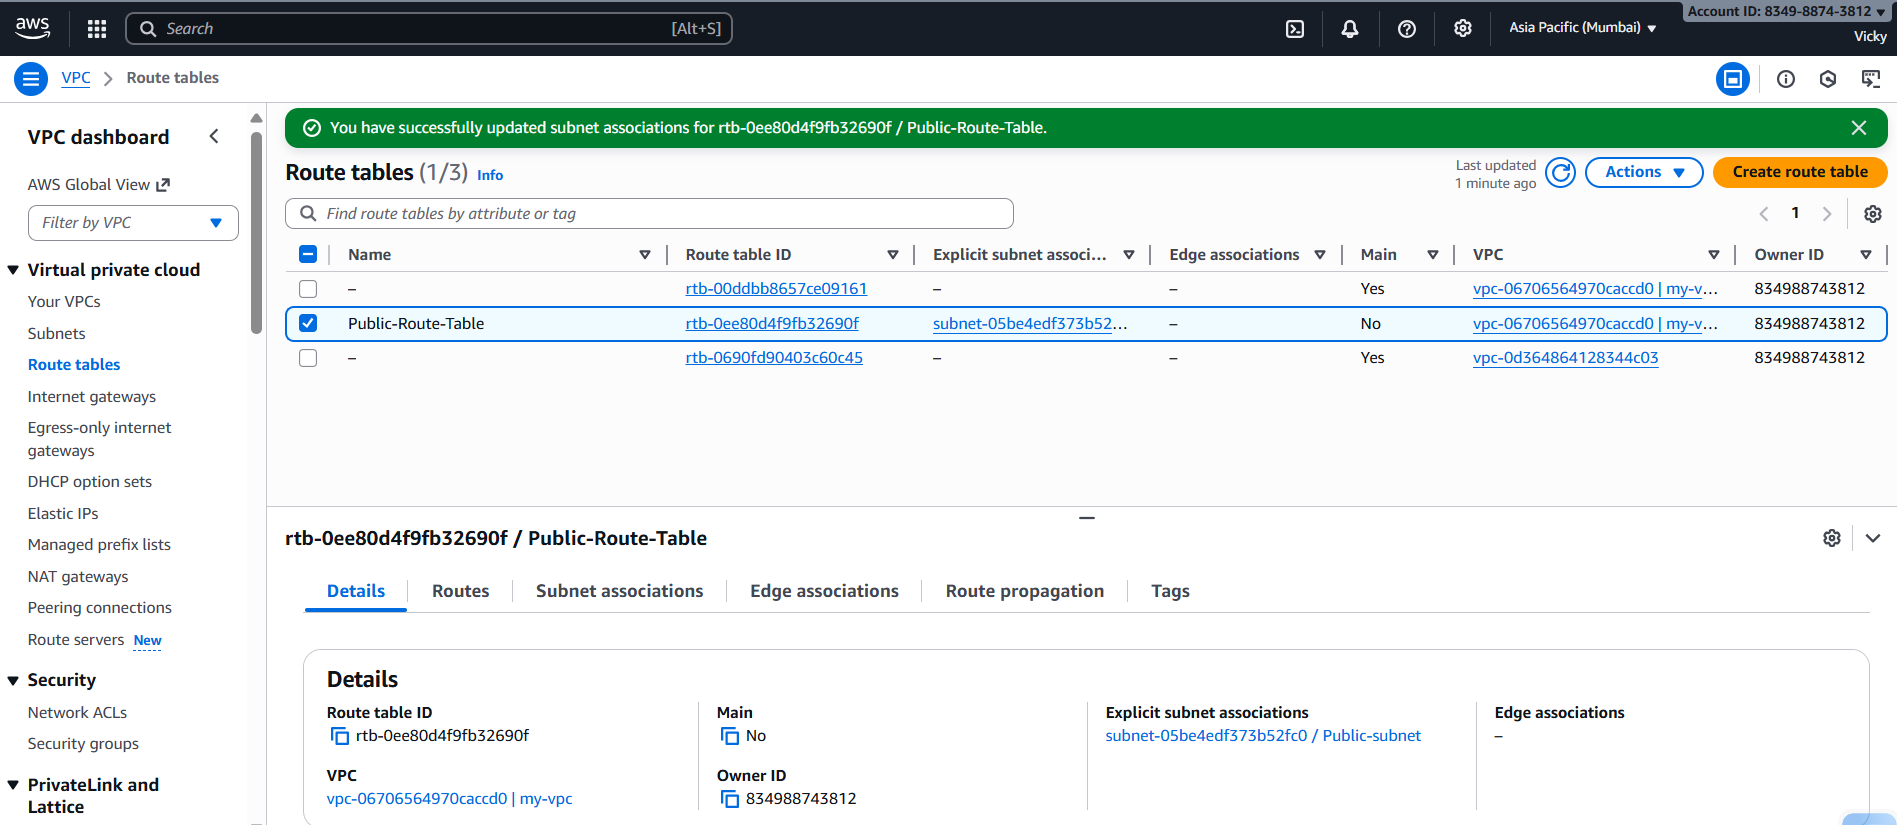 aws
Search [Alt+S]
Asia Pacific (Mumbai) ▼
Account ID: 8349-8874-3812 ▼
Vicky
VPC > Route tables
VPC dashboard
AWS Global View
Filter by VPC
Virtual private cloud
Your VPCs
Subnets
Route tables
Internet gateways
Egress-only internet
gateways
DHCP option sets
Elastic IPs
Managed prefix lists
NAT gateways
Peering connections
Route servers New
Security
Network ACLs
Security groups
PrivateLink and
Lattice
You have successfully updated subnet associations for rtb-0ee80d4f9fb32690f / Public-Route-Table.
Route tables (1/3) Info
Last updated
1 minute ago
Actions
Create route table
Find route tables by attribute or tag
1
Name Route table ID Explicit subnet associ... Edge associations Main VPC Owner ID
– rtb-00ddbb8657ce09161 – – Yes vpc-06706564970caccd0 | my-v... 834988743812
Public-Route-Table rtb-0ee80d4f9fb32690f subnet-05be4edf373b52... – No vpc-06706564970caccd0 | my-v... 834988743812
– rtb-0690fd90403c60c45 – – Yes vpc-0d364864128344c03 834988743812
rtb-0ee80d4f9fb32690f / Public-Route-Table
Details Routes Subnet associations Edge associations Route propagation Tags
Details
Route table ID
rtb-0ee80d4f9fb32690f
Main
No
Explicit subnet associations
subnet-05be4edf373b52fc0 / Public-subnet
Edge associations
–
VPC
vpc-06706564970caccd0 | my-vpc
Owner ID
834988743812